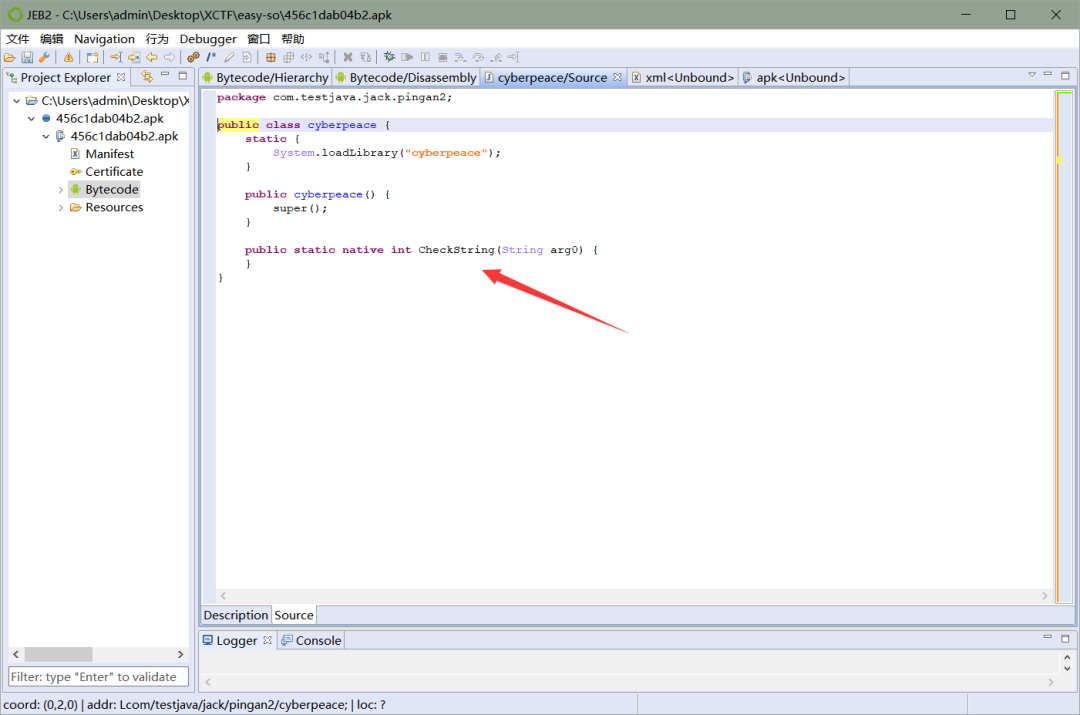 JEB2 - C:\Users\admin\Desktop\XCTF\easy-so\456c1dab04b2.apk
文件 编辑 Navigation 行为 Debugger 窗口 帮助
Project Explorer
Bytecode/Hierarchy Bytecode/Disassembly cyberpeace/Source xml<Unbound> apk<Unbound>
C:\Users\admin\Desktop\X
456c1dab04b2.apk
456c1dab04b2.apk
Manifest
Certificate
Bytecode
Resources
package com.testjava.jack.pingan2;
public class cyberpeace {
static {
System.loadLibrary("cyberpeace");
}
public cyberpeace() {
super();
}
public static native int CheckString(String arg0) {
}
}
Description Source
Logger Console
Filter: type "Enter" to validate
coord: (0,2,0) | addr: Lcom/testjava/jack/pingan2/cyberpeace; | loc: ?